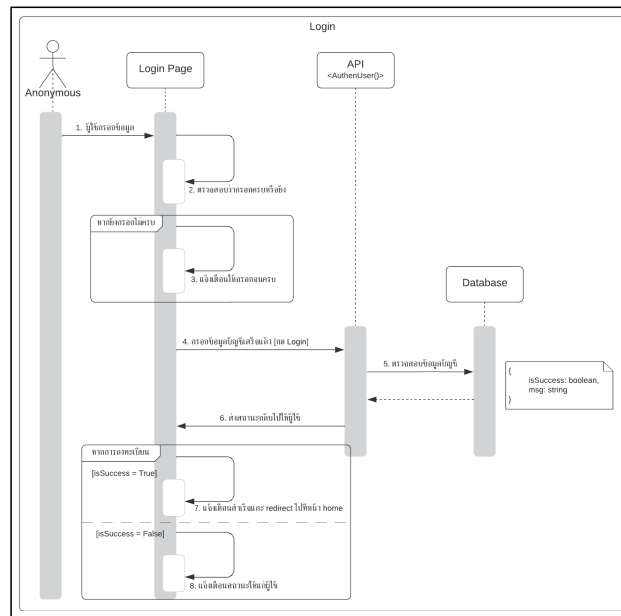 Login
Anonymous
Login Page
API
<AuthenUser()>
1. ผู้ใช้กรอกข้อมูล
2. ตรวจสอบว่ากรอกครบหรือยัง
หากยังกรอกไม่ครบ
3. แจ้งเตือนให้กรอกจนครบ
Database
4. กรอกข้อมูลบัญชีเสร็จแล้ว [กด Login]
5. ตรวจสอบข้อมูลบัญชี
{
isSuccess: boolean,
msg: string
}
6. ส่งสถานะกลับไปให้ผู้ใช้
หากการลงทะเบียน
[isSuccess = True]
7. แจ้งเตือนสำเร็จและ redirect ไปที่หน้า home
[isSuccess = False]
8. แจ้งเตือนสถานะให้แก่ผู้ใช้